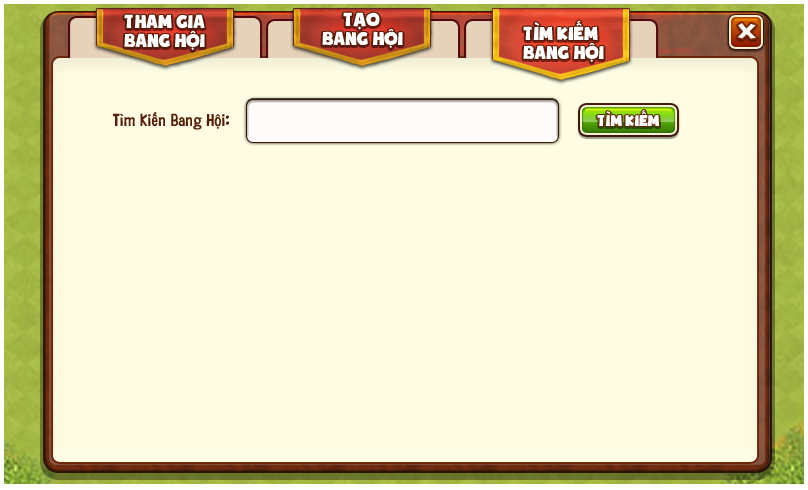 THAM GIA
BANG HỘI
TẠO
BANG HỘI
TÌM KIẾM
BANG HỘI
Tìm Kiến Bang Hội:
TÌM KIẾM